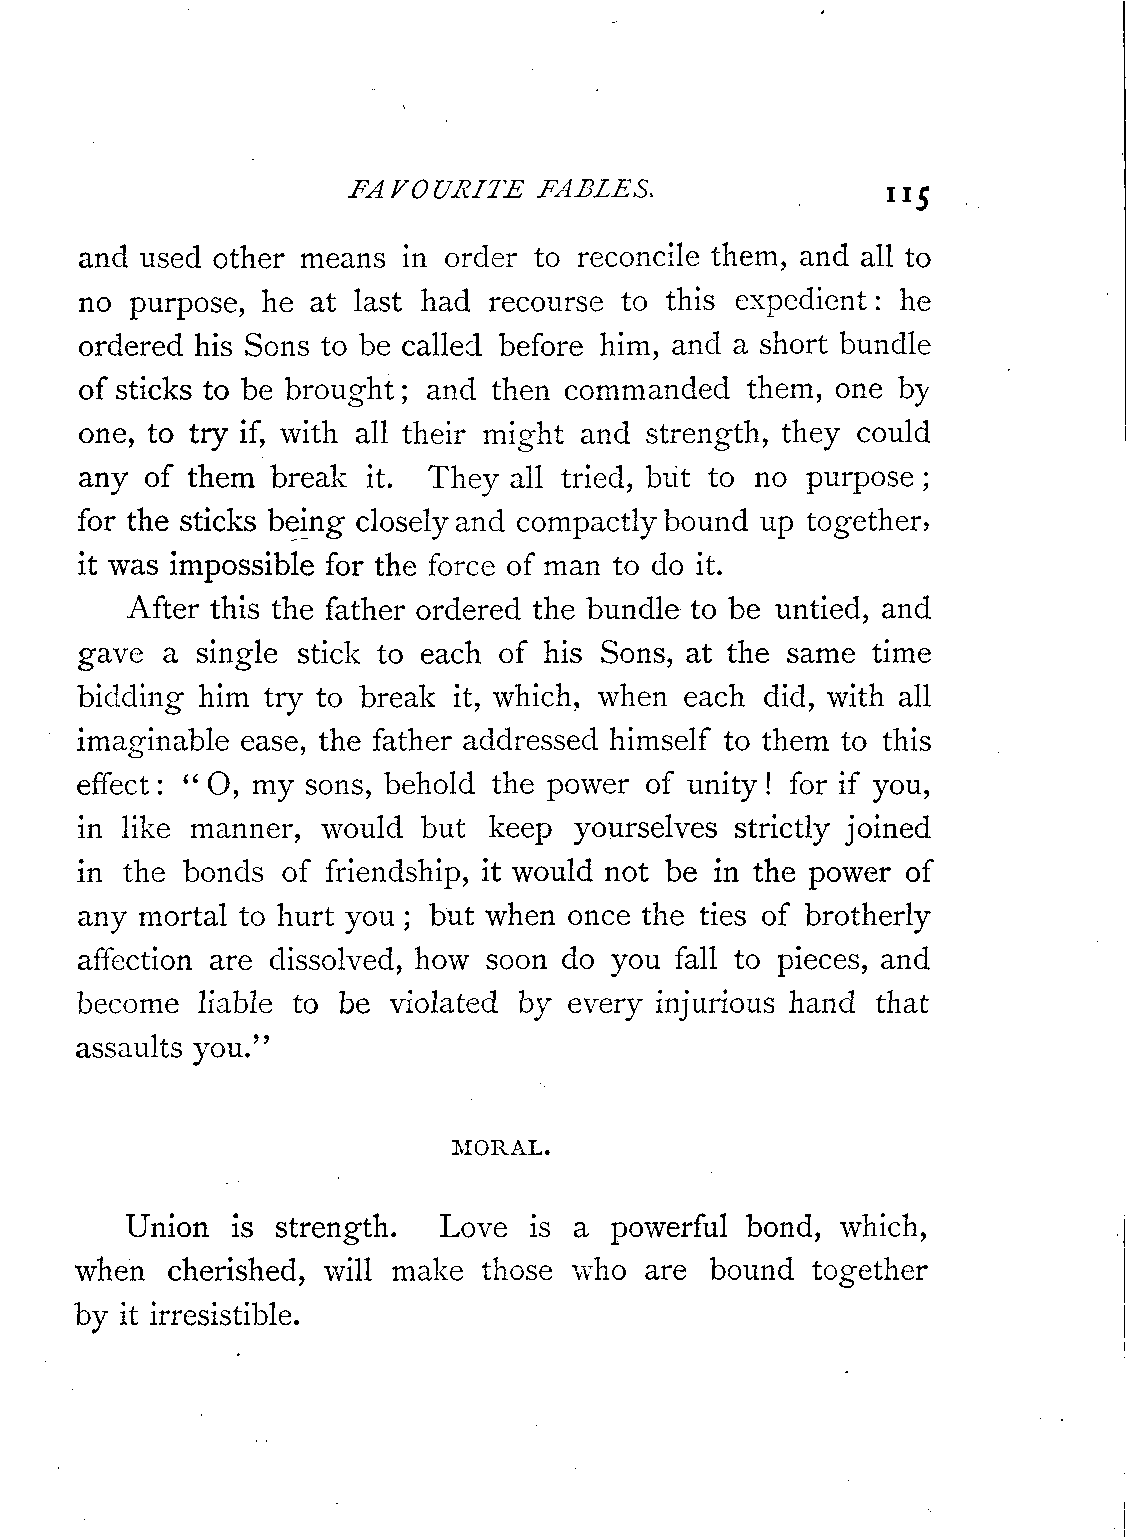 FAVOURITE FABLES. 115
and used other means in order to reconcile them, and all to
no purpose, he at last had recourse to this expedient: he
ordered his Sons to be called before him, and a short bundle
of sticks to be brought; and then commanded them, one by
one, to try if, with all their might and strength, they could
any of them break it. They all tried, but to no purpose;
for the sticks being closely and compactly bound up together,
it was impossible for the force of man to do it.
After this the father ordered the bundle to be untied, and
gave a single stick to each of his Sons, at the same time
bidding him try to break it, which, when each did, with all
imaginable ease, the father addressed himself to them to this
effect: "O, my sons, behold the power of unity! for if you,
in like manner, would but keep yourselves strictly joined
in the bonds of friendship, it would not be in the power of
any mortal to hurt you; but when once the ties of brotherly
affection are dissolved, how soon do you fall to pieces, and
become liable to be violated by every injurious hand that
assaults you."
MORAL.
Union is strength. Love is a powerful bond, which,
when cherished, will make those who are bound together
by it irresistible.